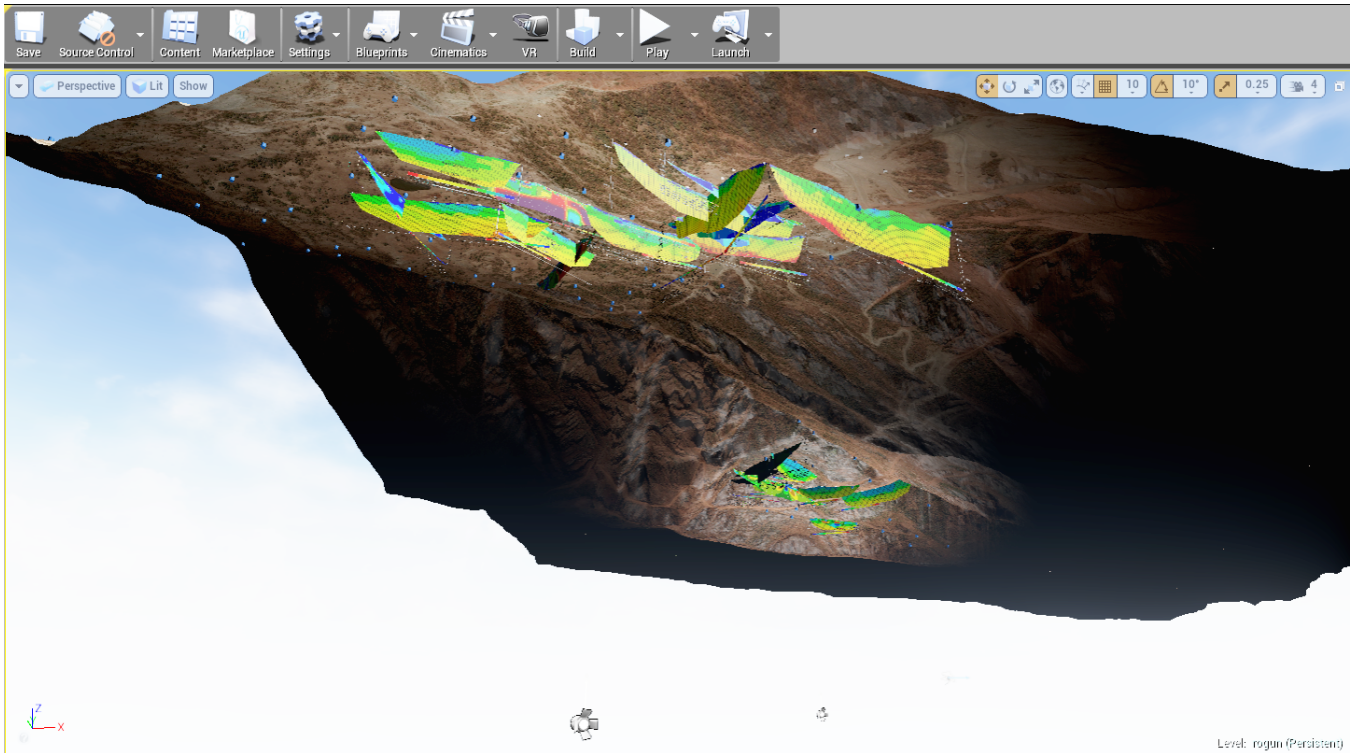 Save Source Control Content Marketplace Settings Blueprints Cinematics VR Build Play Launch
Perspective Lit Show 10 10° 0.25 4
Z
X
Level: rogun (Persistent)